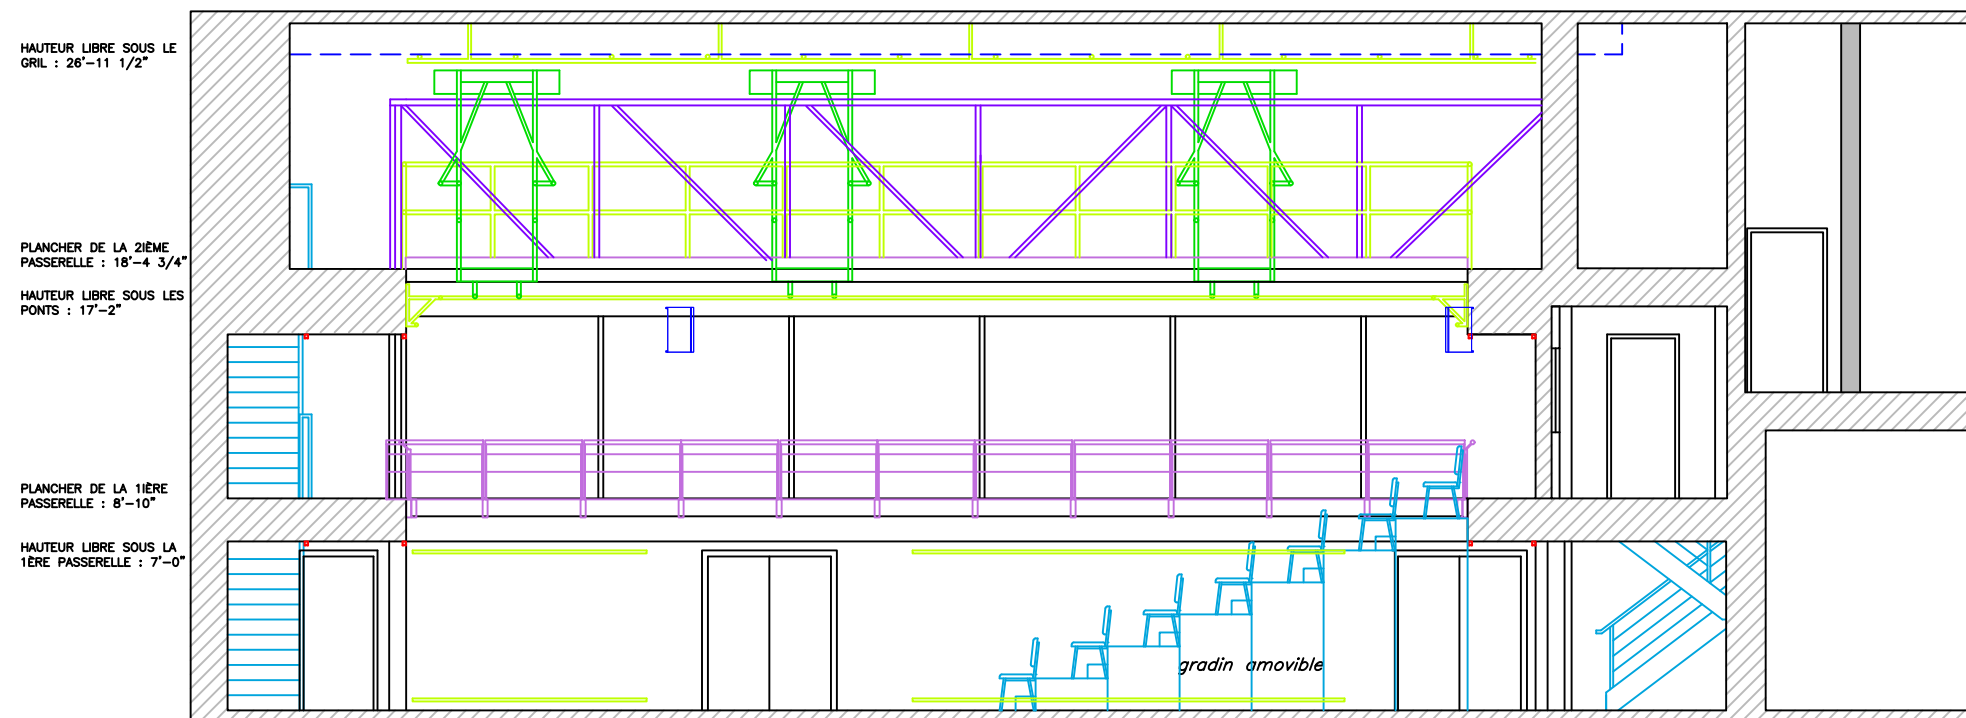 HAUTEUR LIBRE SOUS LE
GRIL : 26'-11 1/2"
PLANCHER DE LA 2IÈME
PASSERELLE : 18'-4 3/4"
HAUTEUR LIBRE SOUS LES
PONTS : 17'-2"
PLANCHER DE LA 1IÈRE
PASSERELLE : 8'-10"
HAUTEUR LIBRE SOUS LA
1ÈRE PASSERELLE : 7'-0"
gradin amovible